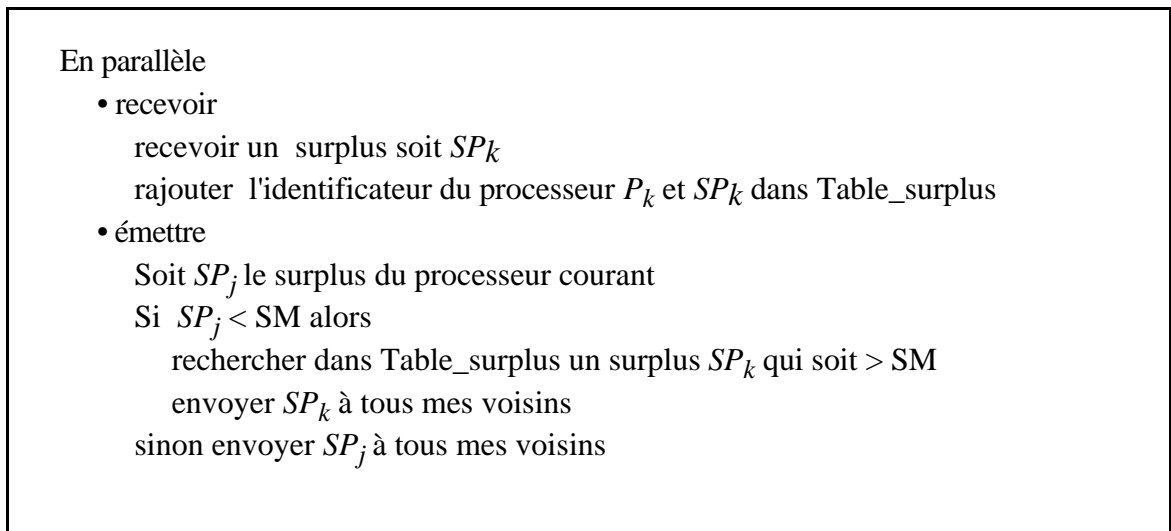 En parallèle
• recevoir
recevoir un surplus soit SPk
rajouter l'identificateur du processeur Pk et SPk dans Table_surplus
• émettre
Soit SPj le surplus du processeur courant
Si SPj < SM alors
rechercher dans Table_surplus un surplus SPk qui soit > SM
envoyer SPk à tous mes voisins
sinon envoyer SPj à tous mes voisins